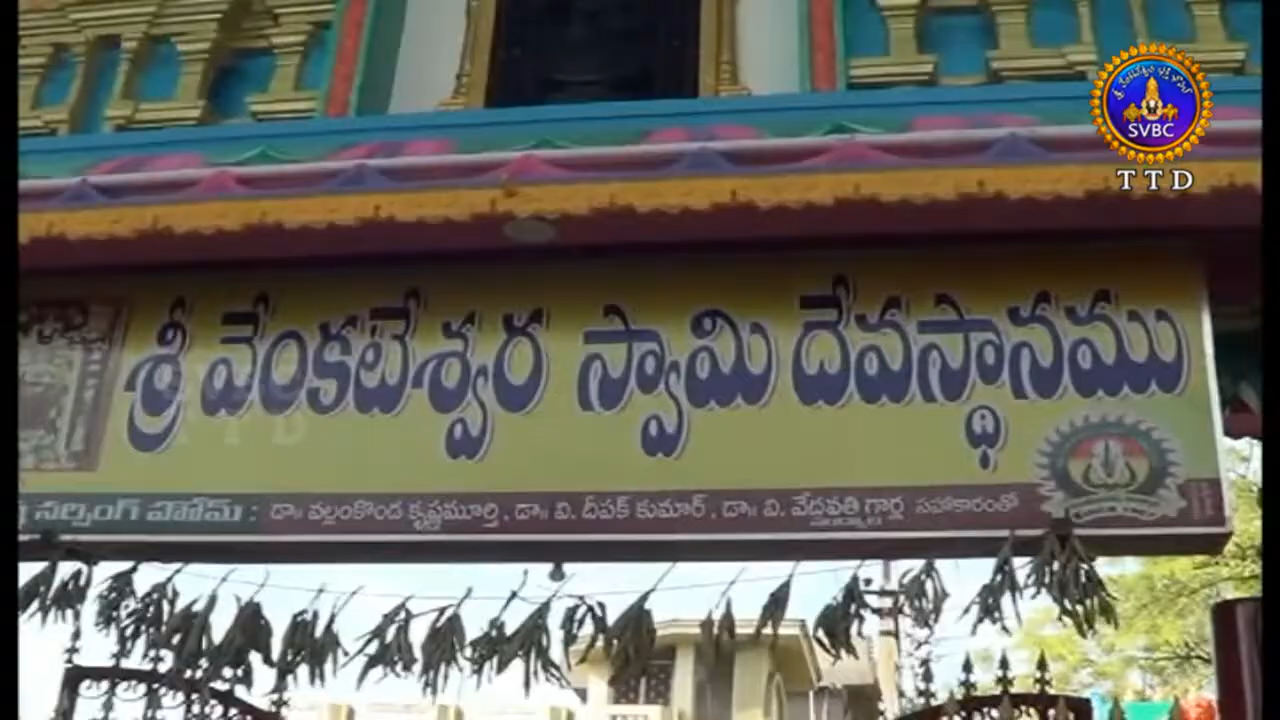 SVBC
TTD
శ్రీ వేంకటేశ్వర స్వామి దేవస్థానము
నర్సింగ్ హోమ్ : డా॥ వల్లంకొండ కృష్ణమూర్తి, డా॥ వి. దీపక్ కుమార్, డా॥ వి. వేదవతి గార్ల సహకారంతో